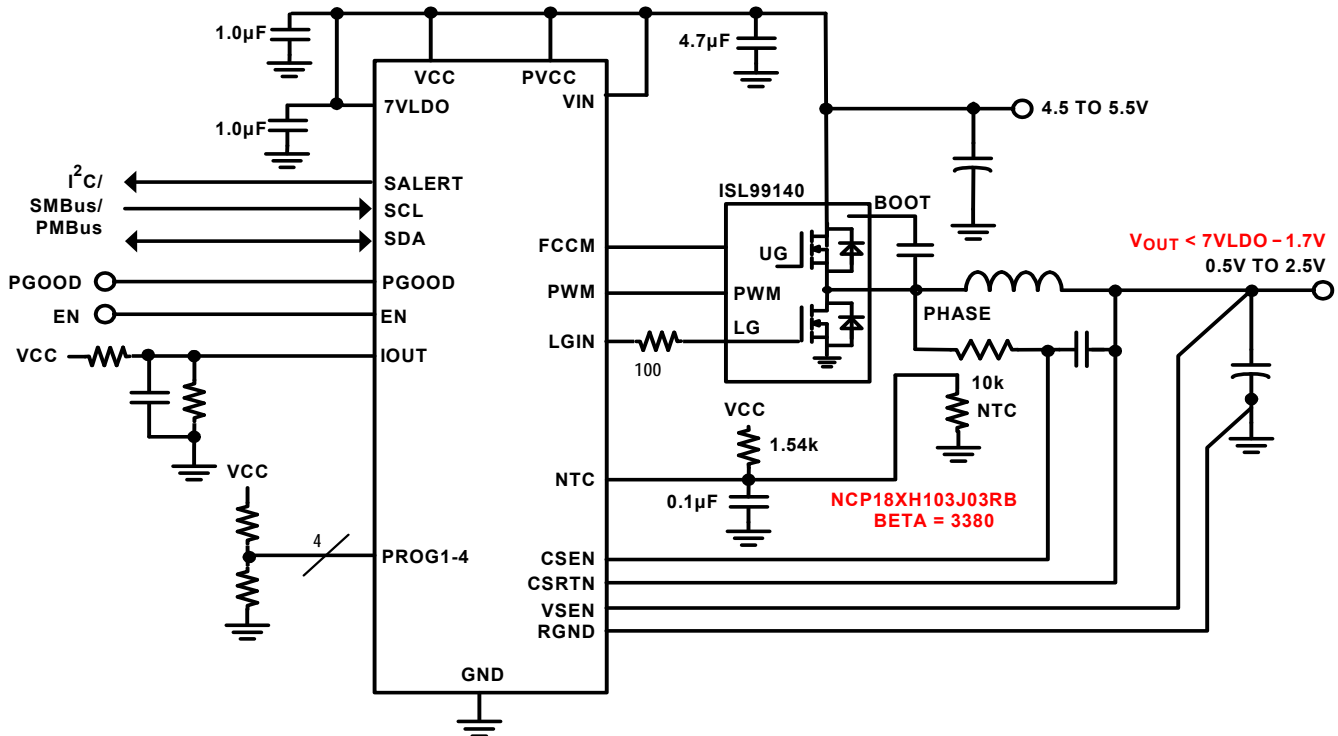 1.0µF
4.7µF
VCC
PVCC
VIN
7VLDO
4.5 TO 5.5V
1.0µF
I²C/
SMBus/
PMBus
SALERT
SCL
SDA
ISL99140
BOOT
FCCM
UG
VOUT < 7VLDO – 1.7V
0.5V TO 2.5V
PGOOD
PGOOD
PWM
PWM
EN
EN
PHASE
LGIN
LG
100
VCC
IOUT
10k
NTC
VCC
1.54k
VCC
NTC
0.1µF
NCP18XH103J03RB
BETA = 3380
4
PROG1-4
CSEN
CSRTN
VSEN
RGND
GND